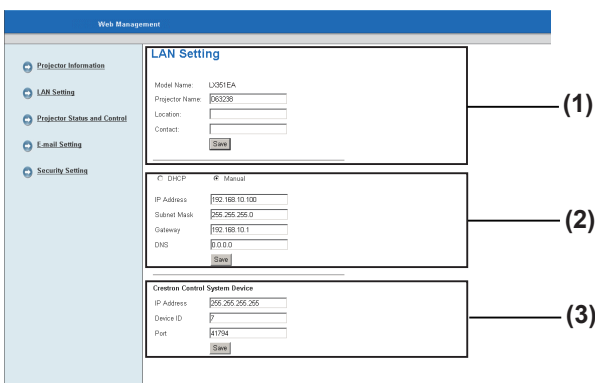 Web Management
Projector Information
LAN Setting
Projector Status and Control
E-mail Setting
Security Setting
LAN Setting
Model Name: LX351EA
Projector Name: D63238
Location:
Contact:
Save
(1)
DHCP Manual
IP Address 192.168.10.100
Subnet Mask 255.255.255.0
Gateway 192.168.10.1
DNS 0.0.0.0
Save
(2)
Crestron Control System Device
IP Address 255.255.255.255
Device ID 7
Port 41794
Save
(3)